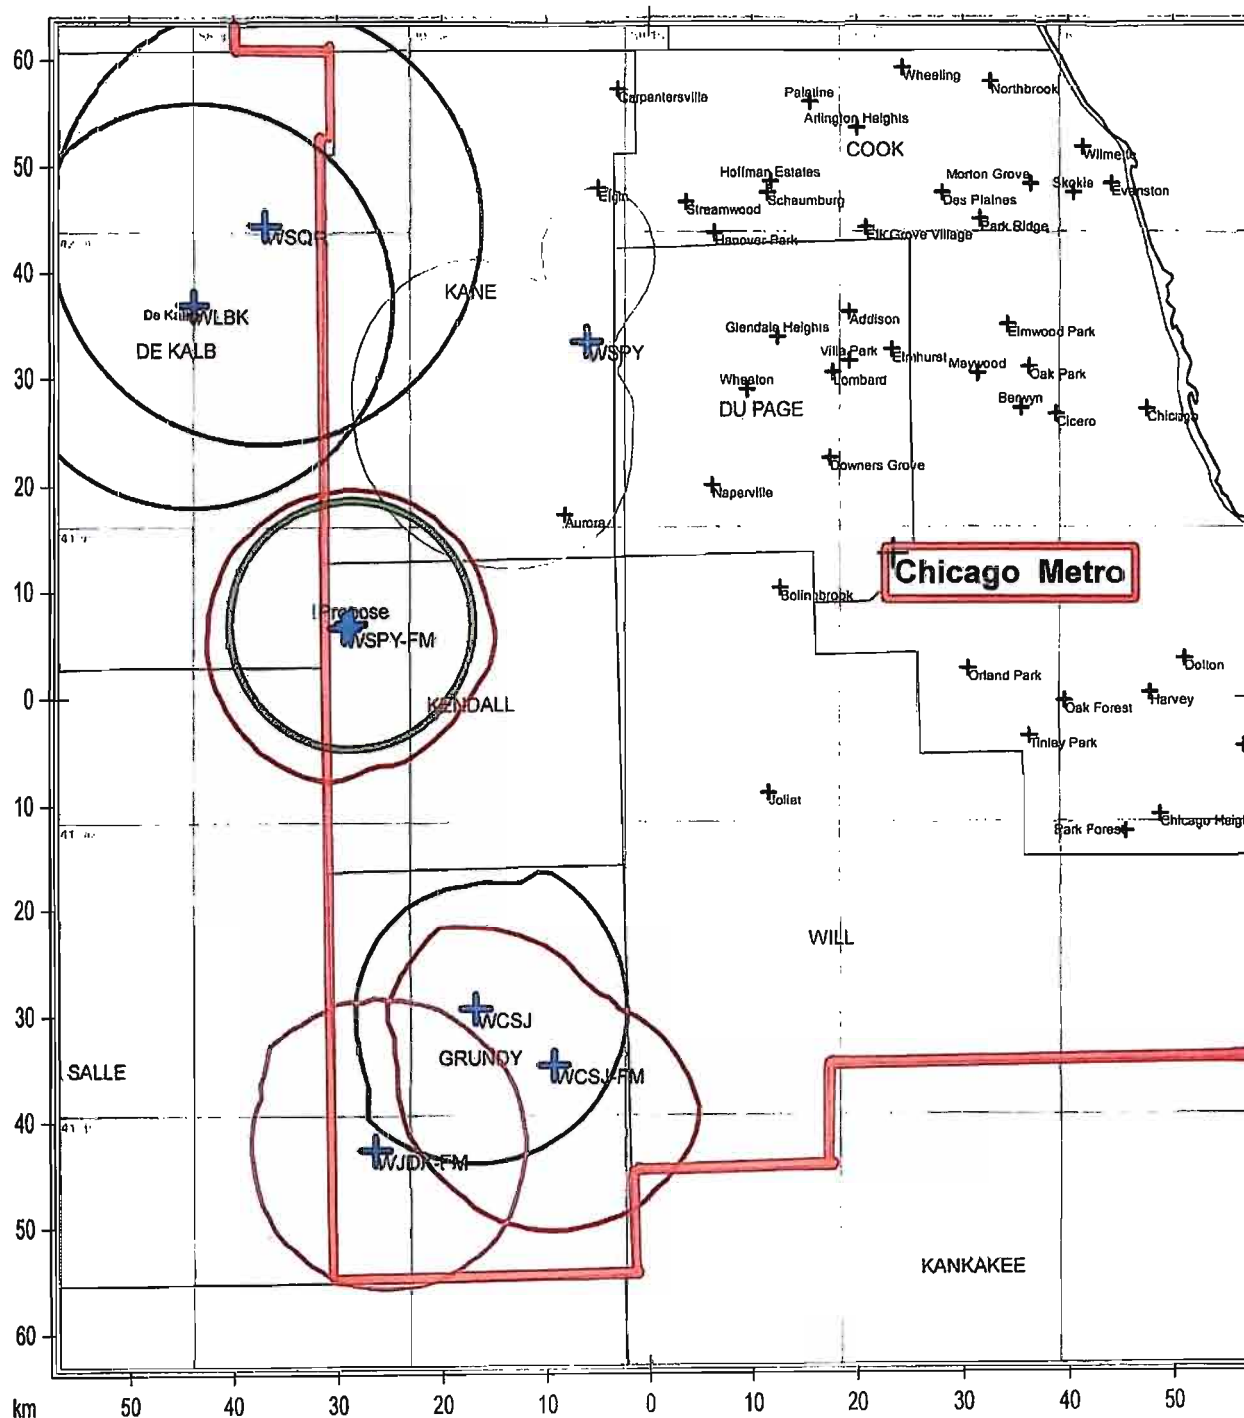 60
50
40
30
20
10
0
10
20
30
40
50
60
km
50
40
30
20
10
0
10
20
30
40
50
Carpentersville
Palatine
Wheeling
Northbrook
Arlington Heights
COOK
Wilmette
Elgin
Hoffman Estates
Schaumburg
Streamwood
Hanover Park
Morton Grove
Skokie
Evanston
Des Plaines
Park Ridge
Elk Grove Village
WSQR
KANE
De Kalb
WLBK
DE KALB
WSPY
Addison
Glendale Heights
Villa Park
Elmhurst
Lombard
Wheaton
DU PAGE
Elmwood Park
Maywood
Oak Park
Berwyn
Cicero
Chicago
Downers Grove
Naperville
Aurora
Chicago Metro
Bolingbrook
!Propose
WSPY-FM
KENDALL
Orland Park
Dolton
Oak Forest
Harvey
Tinley Park
Joliet
Park Forest
Chicago Heigh
WILL
WCSJ
GRUNDY
WCSJ-FM
SALLE
WJDK-FM
KANKAKEE